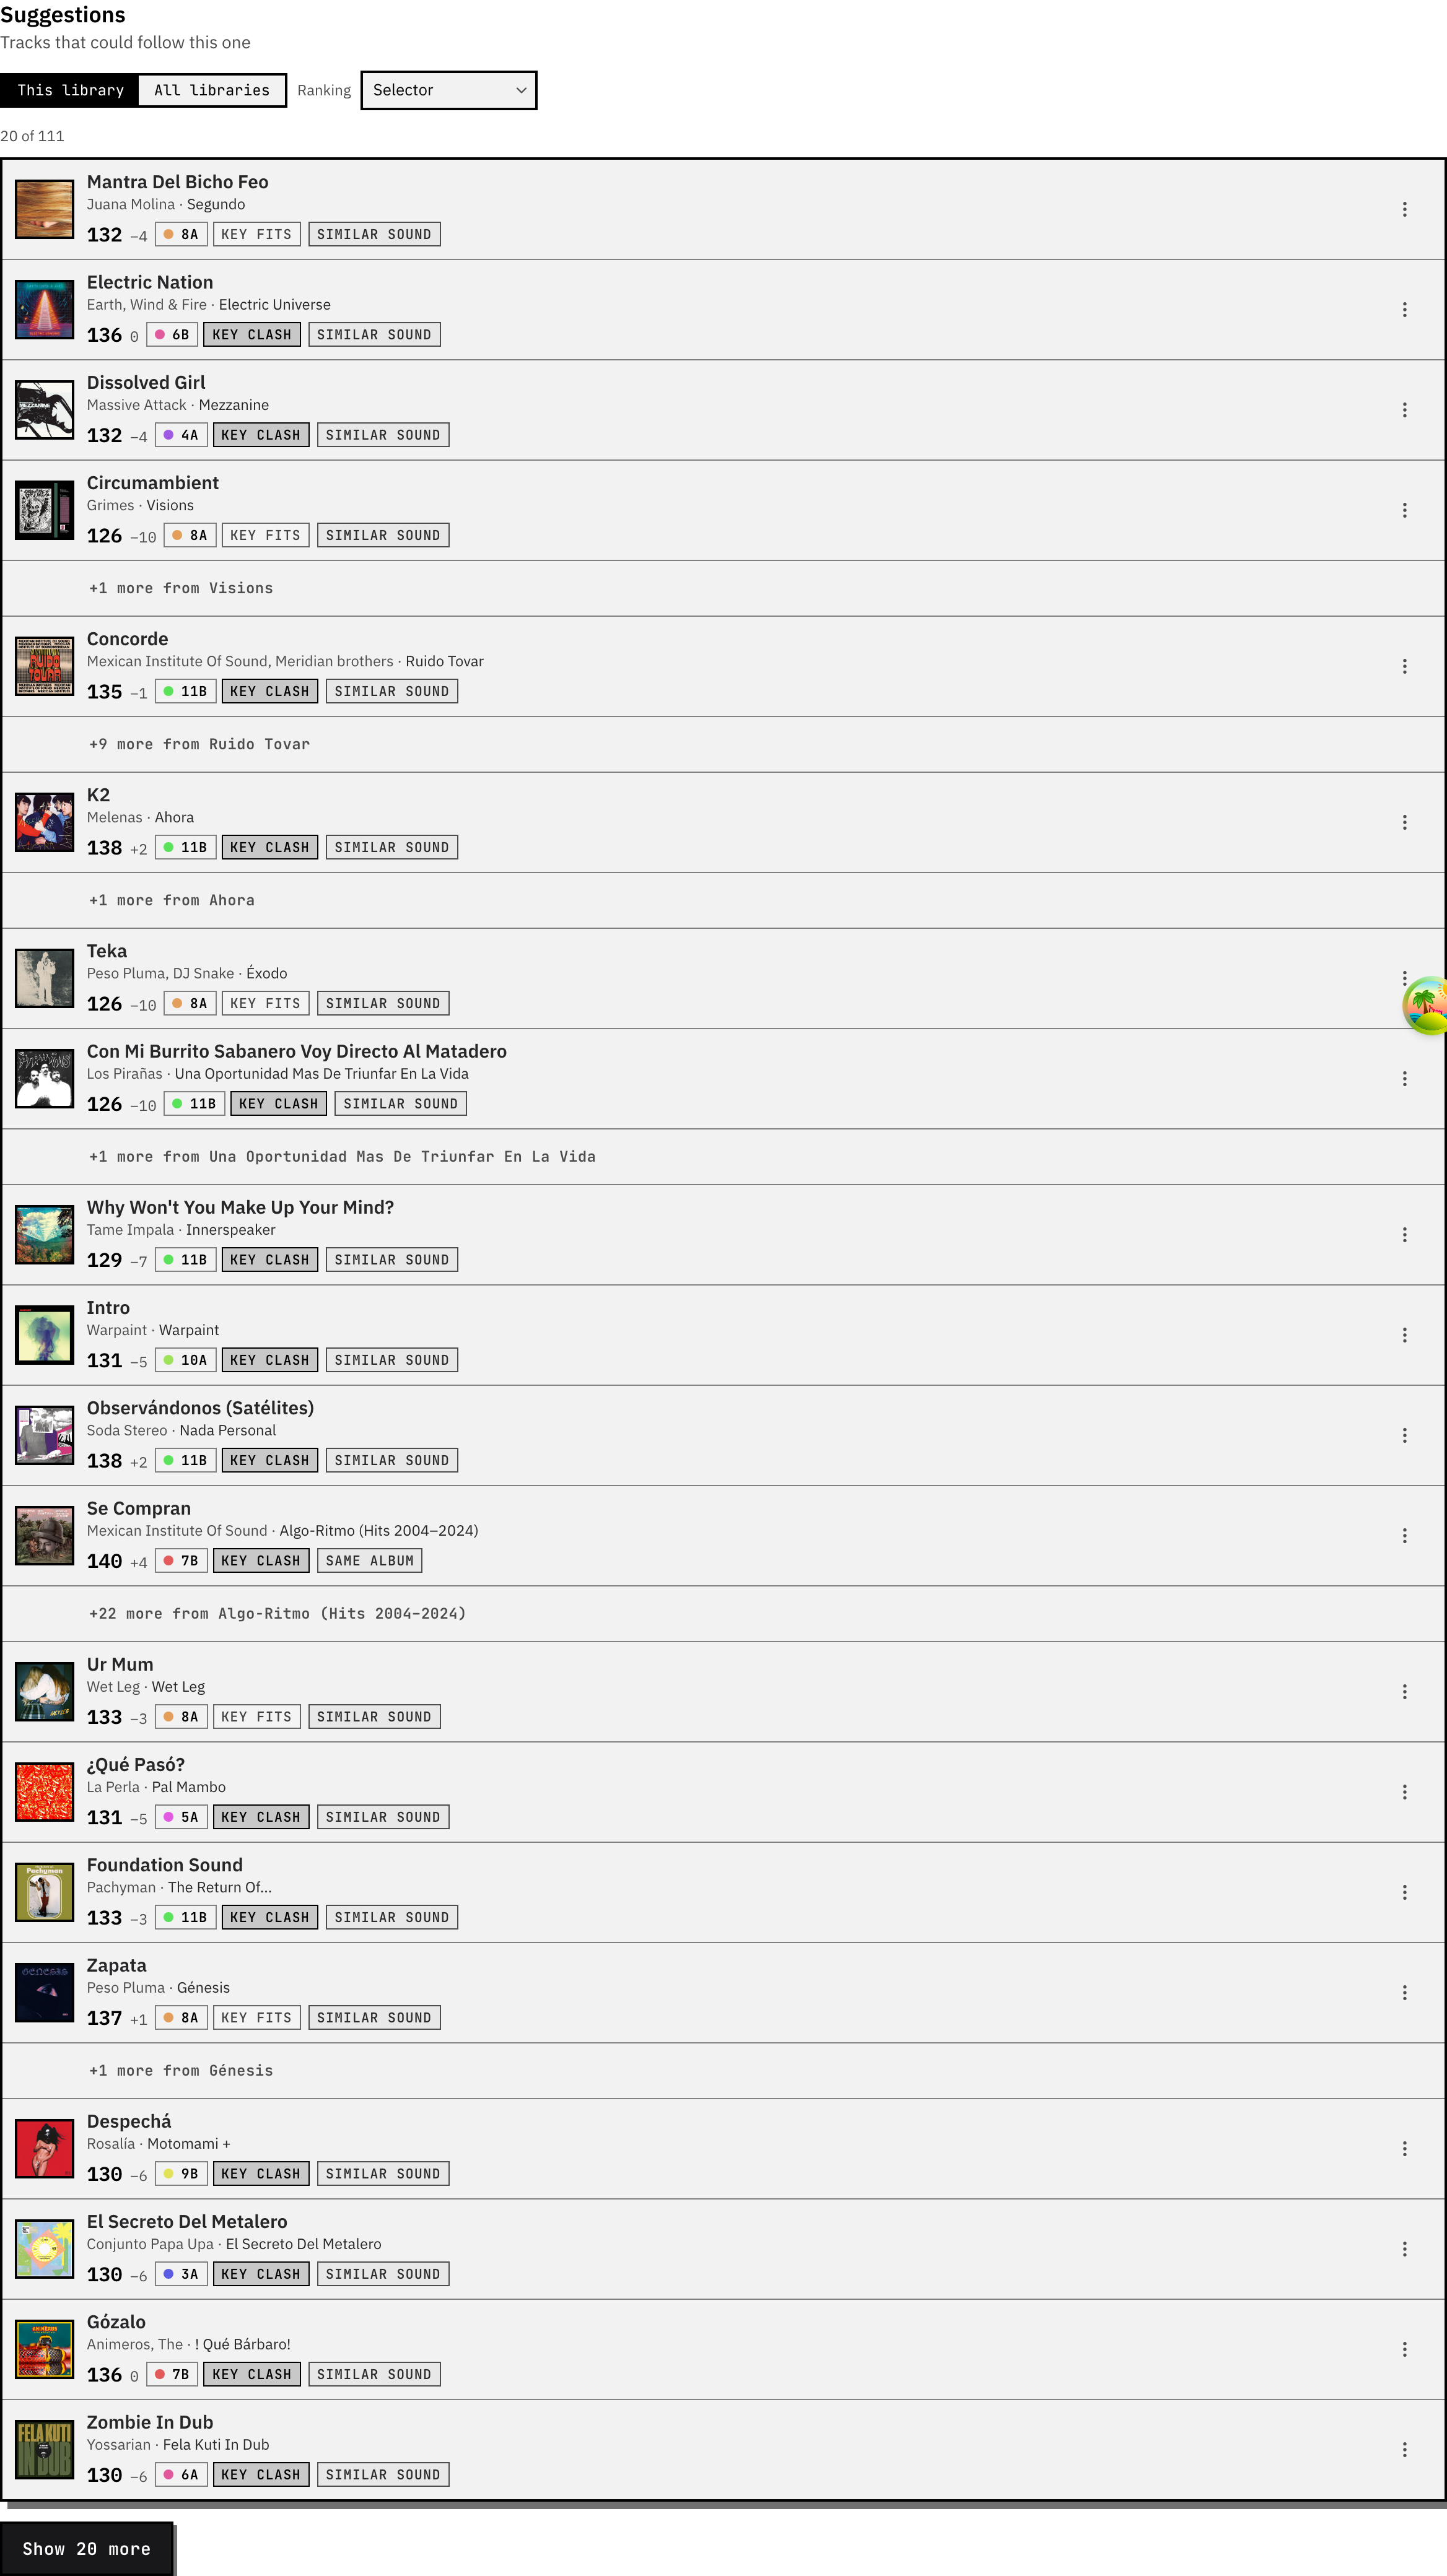 Suggestions
Tracks that could follow this one
This library All libraries Ranking Selector
20 of 111
Mantra Del Bicho Feo
Juana Molina · Segundo
132 −4 8A KEY FITS SIMILAR SOUND
Electric Nation
Earth, Wind & Fire · Electric Universe
136 0 6B KEY CLASH SIMILAR SOUND
Dissolved Girl
Massive Attack · Mezzanine
132 −4 4A KEY CLASH SIMILAR SOUND
Circumambient
Grimes · Visions
126 −10 8A KEY FITS SIMILAR SOUND
+1 more from Visions
Concorde
Mexican Institute Of Sound, Meridian brothers · Ruido Tovar
135 −1 11B KEY CLASH SIMILAR SOUND
+9 more from Ruido Tovar
K2
Melenas · Ahora
138 +2 11B KEY CLASH SIMILAR SOUND
+1 more from Ahora
Teka
Peso Pluma, DJ Snake · Éxodo
126 −10 8A KEY FITS SIMILAR SOUND
Con Mi Burrito Sabanero Voy Directo Al Matadero
Los Pirañas · Una Oportunidad Mas De Triunfar En La Vida
126 −10 11B KEY CLASH SIMILAR SOUND
+1 more from Una Oportunidad Mas De Triunfar En La Vida
Why Won't You Make Up Your Mind?
Tame Impala · Innerspeaker
129 −7 11B KEY CLASH SIMILAR SOUND
Intro
Warpaint · Warpaint
131 −5 10A KEY CLASH SIMILAR SOUND
Observándonos (Satélites)
Soda Stereo · Nada Personal
138 +2 11B KEY CLASH SIMILAR SOUND
Se Compran
Mexican Institute Of Sound · Algo-Ritmo (Hits 2004–2024)
140 +4 7B KEY CLASH SAME ALBUM
+22 more from Algo-Ritmo (Hits 2004–2024)
Ur Mum
Wet Leg · Wet Leg
133 −3 8A KEY FITS SIMILAR SOUND
¿Qué Pasó?
La Perla · Pal Mambo
131 −5 5A KEY CLASH SIMILAR SOUND
Foundation Sound
Pachyman · The Return Of...
133 −3 11B KEY CLASH SIMILAR SOUND
Zapata
Peso Pluma · Génesis
137 +1 8A KEY FITS SIMILAR SOUND
+1 more from Génesis
Despechá
Rosalía · Motomami +
130 −6 9B KEY CLASH SIMILAR SOUND
El Secreto Del Metalero
Conjunto Papa Upa · El Secreto Del Metalero
130 −6 3A KEY CLASH SIMILAR SOUND
Gózalo
Animeros, The · ! Qué Bárbaro!
136 0 7B KEY CLASH SIMILAR SOUND
FELA KUTI
IN DUB
Zombie In Dub
Yossarian · Fela Kuti In Dub
130 −6 6A KEY CLASH SIMILAR SOUND
Show 20 more